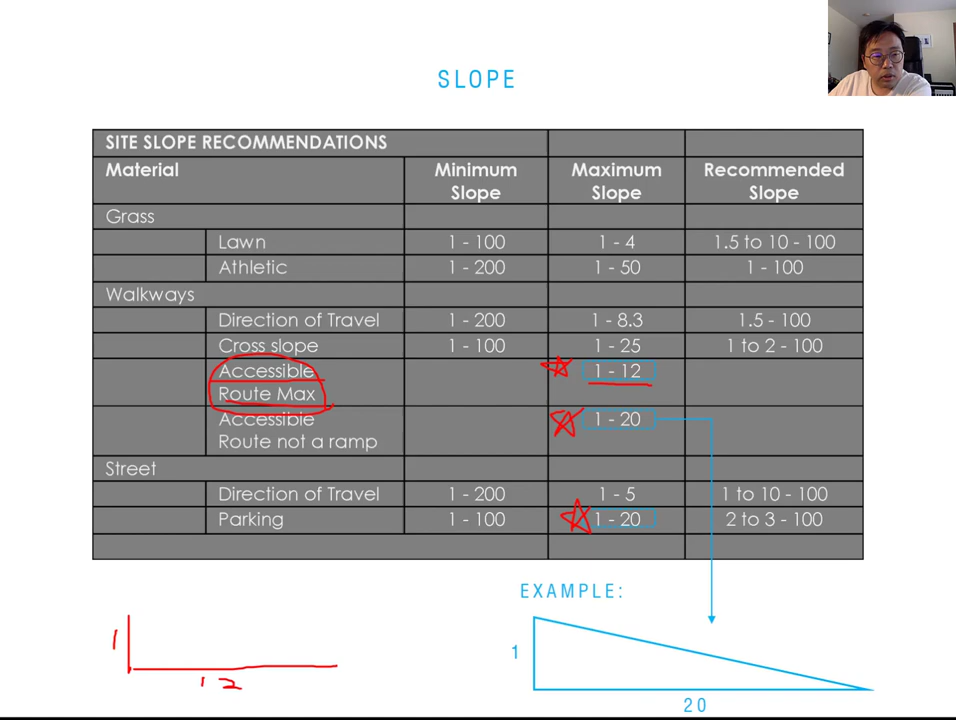 SLOPE
SITE SLOPE RECOMMENDATIONS
Material Minimum Slope Maximum Slope Recommended Slope
Grass
Lawn 1 - 100 1 - 4 1.5 to 10 - 100
Athletic 1 - 200 1 - 50 1 - 100
Walkways
Direction of Travel 1 - 200 1 - 8.3 1.5 - 100
Cross slope 1 - 100 1 - 25 1 to 2 - 100
Accessible Route Max 1 - 12
Accessible Route not a ramp 1 - 20
Street
Direction of Travel 1 - 200 1 - 5 1 to 10 - 100
Parking 1 - 100 1 - 20 2 to 3 - 100
EXAMPLE:
1
20
1
12